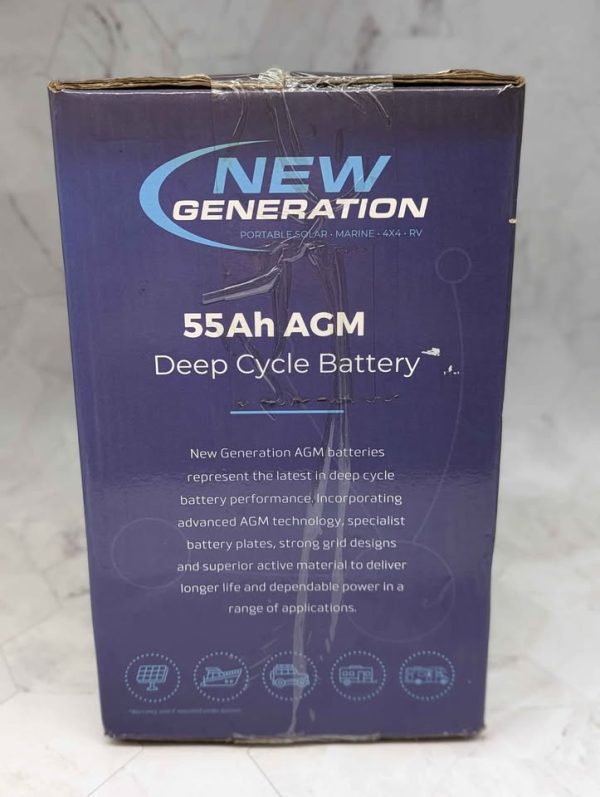 NEW
GENERATION
PORTABLE SOLAR • MARINE • 4X4 • RV
55Ah AGM
Deep Cycle Battery
New Generation AGM batteries
represent the latest in deep cycle
battery performance. Incorporating
advanced AGM technology, specialist
battery plates, strong grid designs
and superior active material to deliver
longer life and dependable power in a
range of applications.